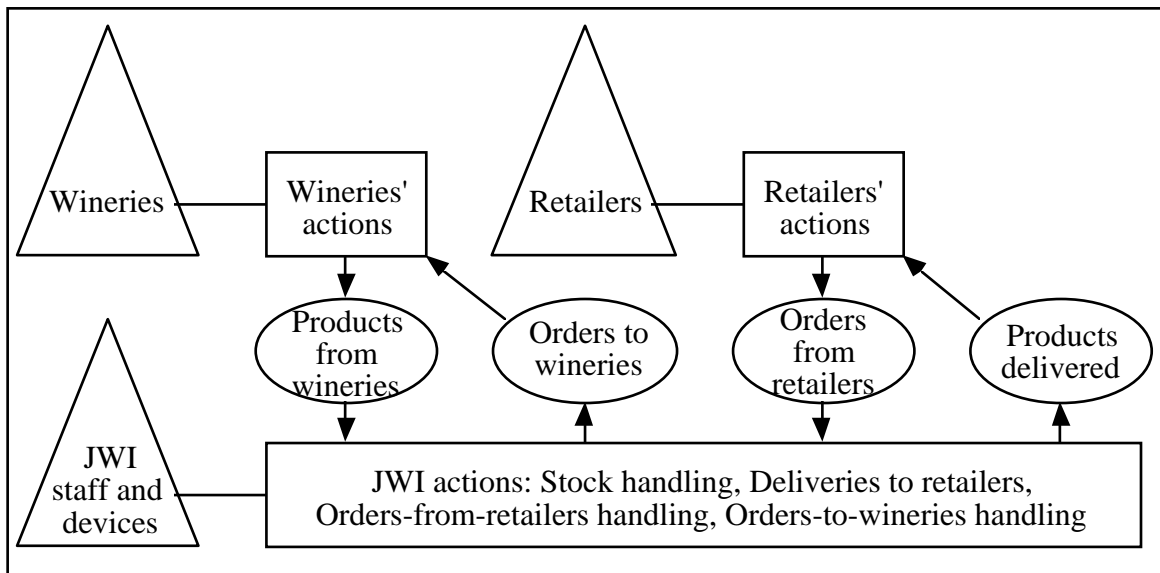 Wineries
Wineries'
actions
Retailers
Retailers'
actions
Products
from
wineries
Orders to
wineries
Orders
from
retailers
Products
delivered
JWI
staff and
devices
JWI actions: Stock handling, Deliveries to retailers,
Orders-from-retailers handling, Orders-to-wineries handling